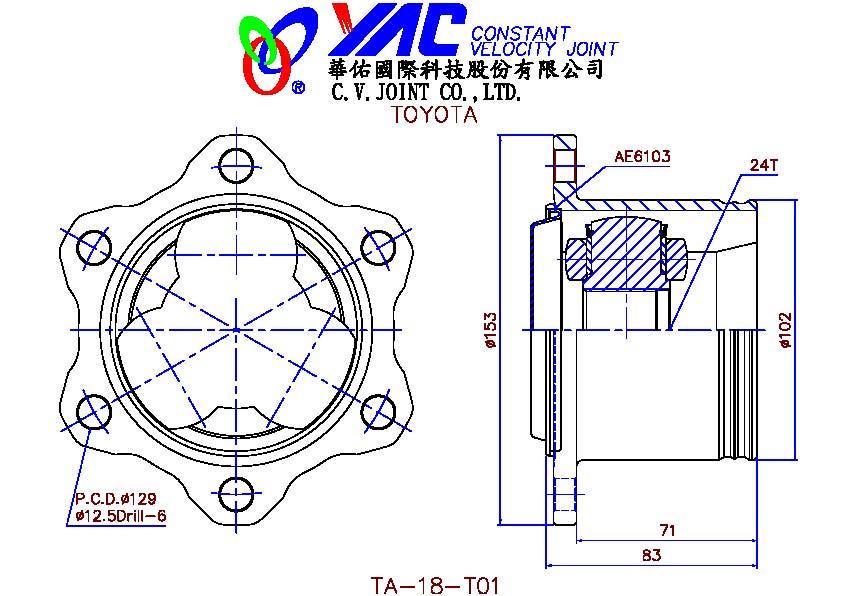 YAC CONSTANT
VELOCITY JOINT
®
華佑國際科技股份有限公司
C.V.JOINT CO.,LTD.
TOYOTA
AE6103
24T
ø153
ø102
P.C.D.ø129
ø12.5Drill-6
71
83
TA-18-T01